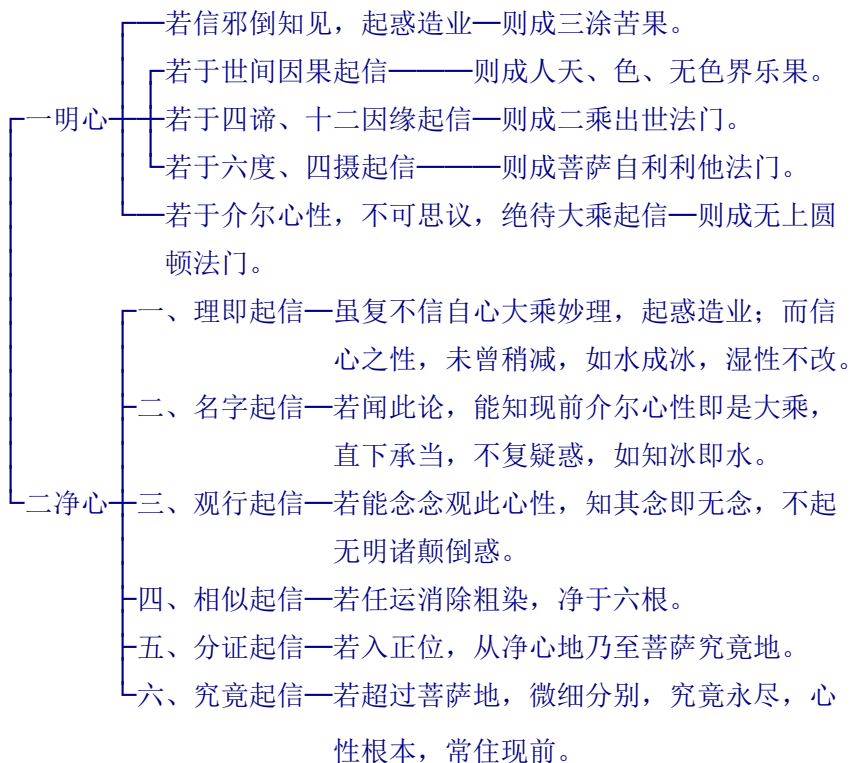 若信邪倒知见，起惑造业—则成三涂苦果。
若于世间因果起信———则成人天、色、无色界乐果。
一明心 若于四谛、十二因缘起信—则成二乘出世法门。
若于六度、四摄起信———则成菩萨自利利他法门。
若于介尔心性，不可思议，绝待大乘起信—则成无上圆
顿法门。
一、理即起信—虽复不信自心大乘妙理，起惑造业；而信
心之性，未曾稍减，如水成冰，湿性不改。
二、名字起信—若闻此论，能知现前介尔心性即是大乘，
直下承当，不复疑惑，如知冰即水。
二净心 三、观行起信—若能念念观此心性，知其念即无念，不起
无明诸颠倒惑。
四、相似起信—若任运消除粗染，净于六根。
五、分证起信—若入正位，从净心地乃至菩萨究竟地。
六、究竟起信—若超过菩萨地，微细分别，究竟永尽，心
性根本，常住现前。